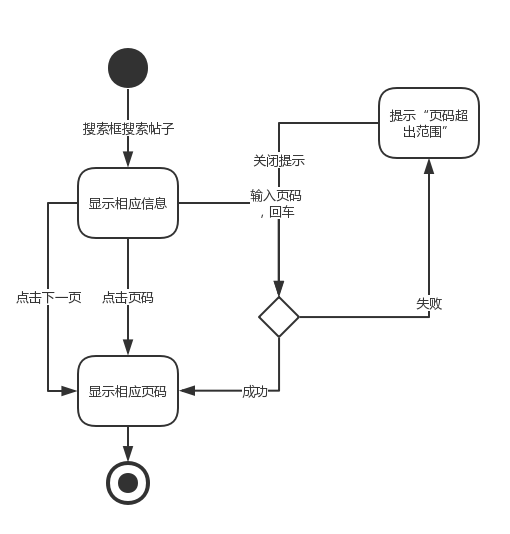 搜索框搜索帖子
提示“页码超
出范围”
关闭提示
显示相应信息
输入页码
，回车
点击下一页
点击页码
失败
显示相应页码
成功